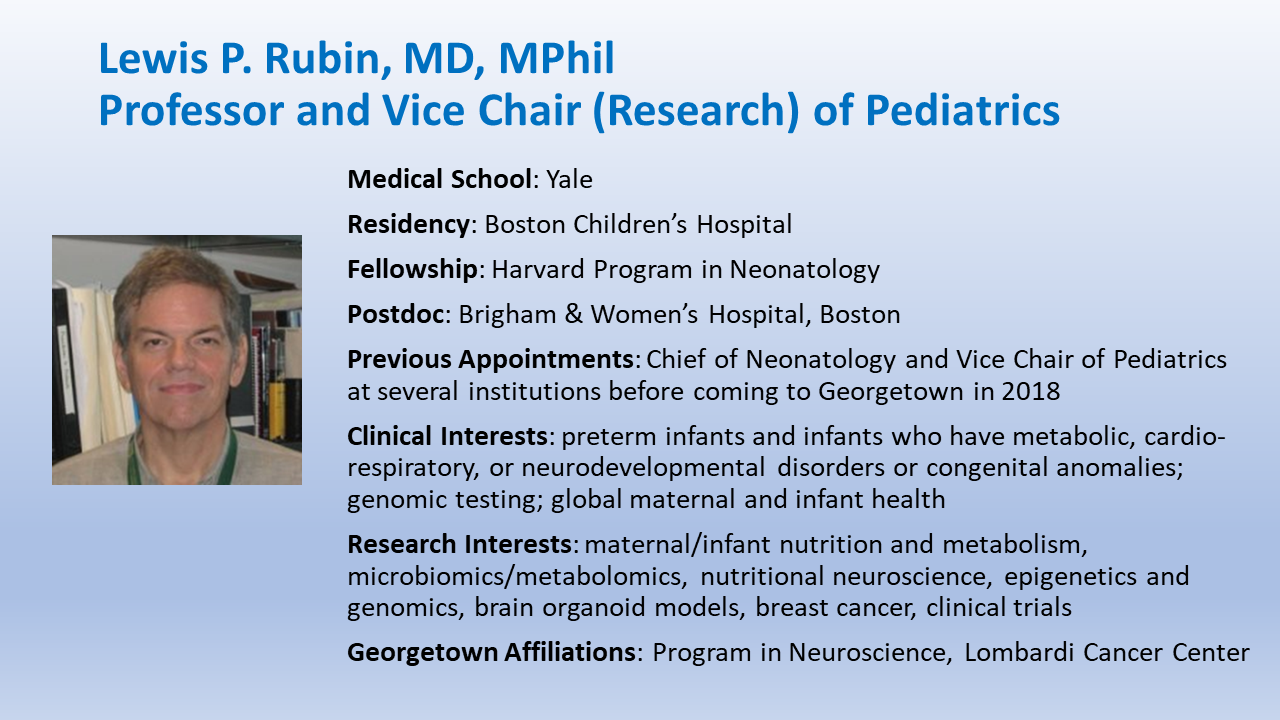 Lewis P. Rubin, MD, MPhil
Professor and Vice Chair (Research) of Pediatrics
Medical School: Yale
Residency: Boston Children’s Hospital
Fellowship: Harvard Program in Neonatology
Postdoc: Brigham & Women’s Hospital, Boston
Previous Appointments: Chief of Neonatology and Vice Chair of Pediatrics
at several institutions before coming to Georgetown in 2018
Clinical Interests: preterm infants and infants who have metabolic, cardio-
respiratory, or neurodevelopmental disorders or congenital anomalies;
genomic testing; global maternal and infant health
Research Interests: maternal/infant nutrition and metabolism,
microbiomics/metabolomics, nutritional neuroscience, epigenetics and
genomics, brain organoid models, breast cancer, clinical trials
Georgetown Affiliations: Program in Neuroscience, Lombardi Cancer Center